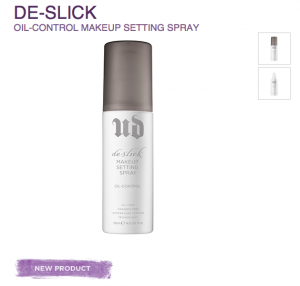 DE-SLICK
OIL-CONTROL MAKEUP SETTING SPRAY
UD
de-slick
MAKEUP
SETTING
SPRAY
OIL-CONTROL
NEW PRODUCT